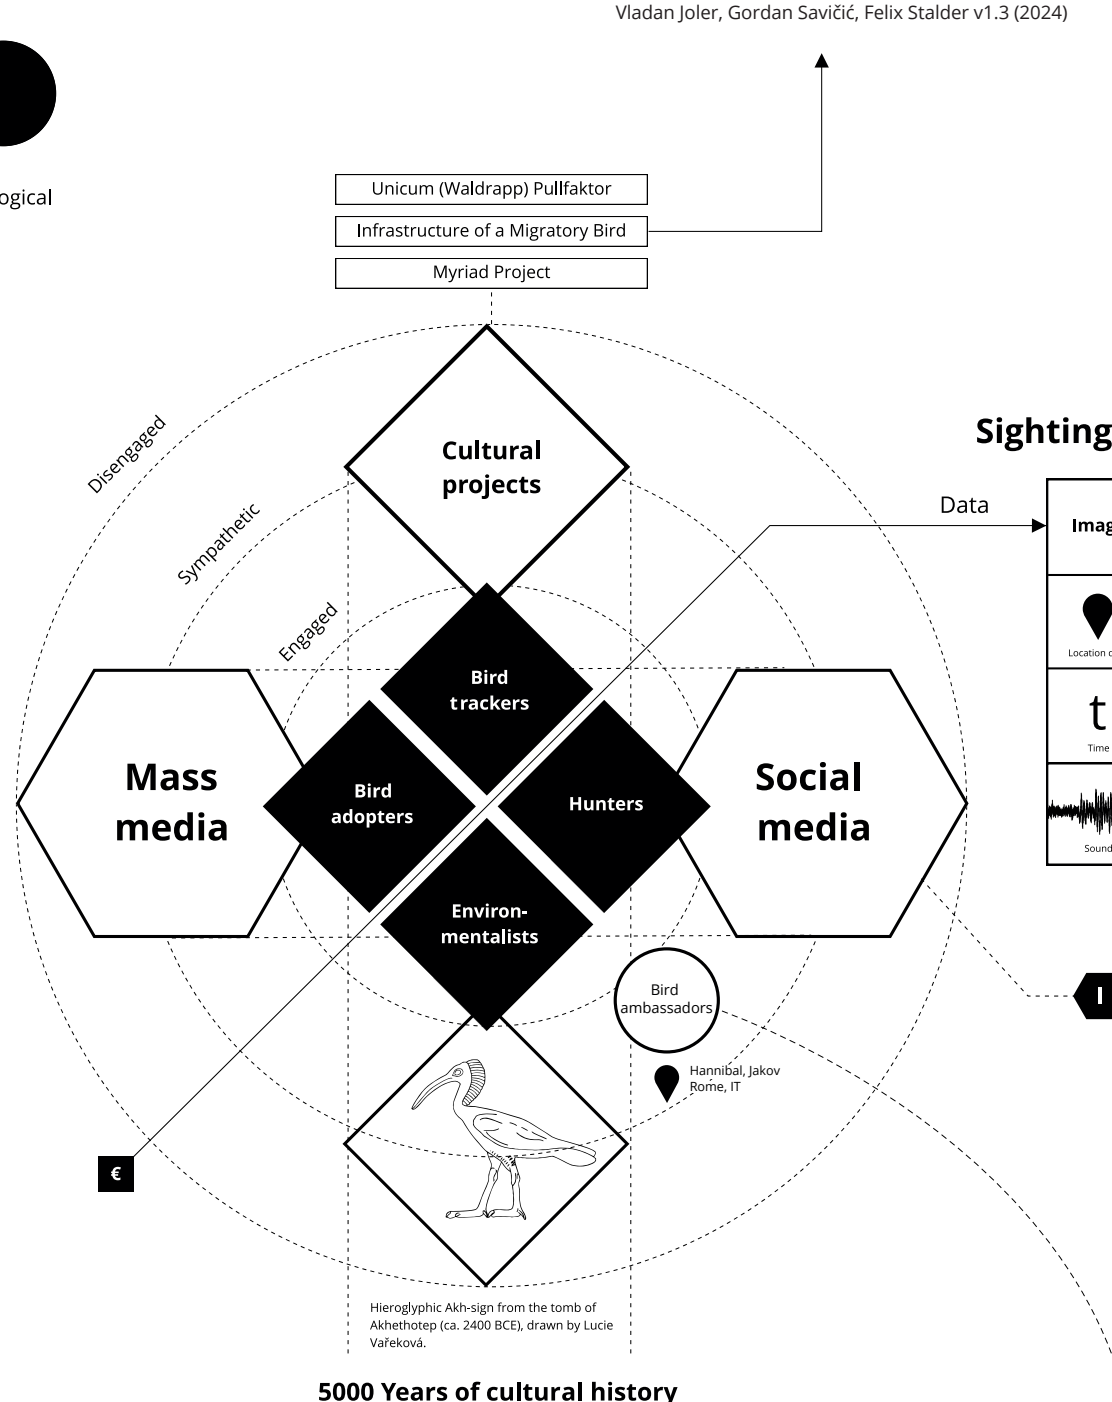 Vladan Joler, Gordan Savičić, Felix Stalder v1.3 (2024)
ogical
Unicum (Waldrapp) Pullfaktor
Infrastructure of a Migratory Bird
Myriad Project
Disengaged
Sympathetic
Engaged
Cultural
projects
Sighting
Data
Imag
Location o
t
Time
Sound
Bird
trackers
Mass
media
Bird
adopters
Hunters
Social
media
Environ-
mentalists
Bird
ambassadors
I
Hannibal, Jakov
Rome, IT
€
Hieroglyphic Akh-sign from the tomb of
Akhethotep (ca. 2400 BCE), drawn by Lucie
Vařeková.
5000 Years of cultural history